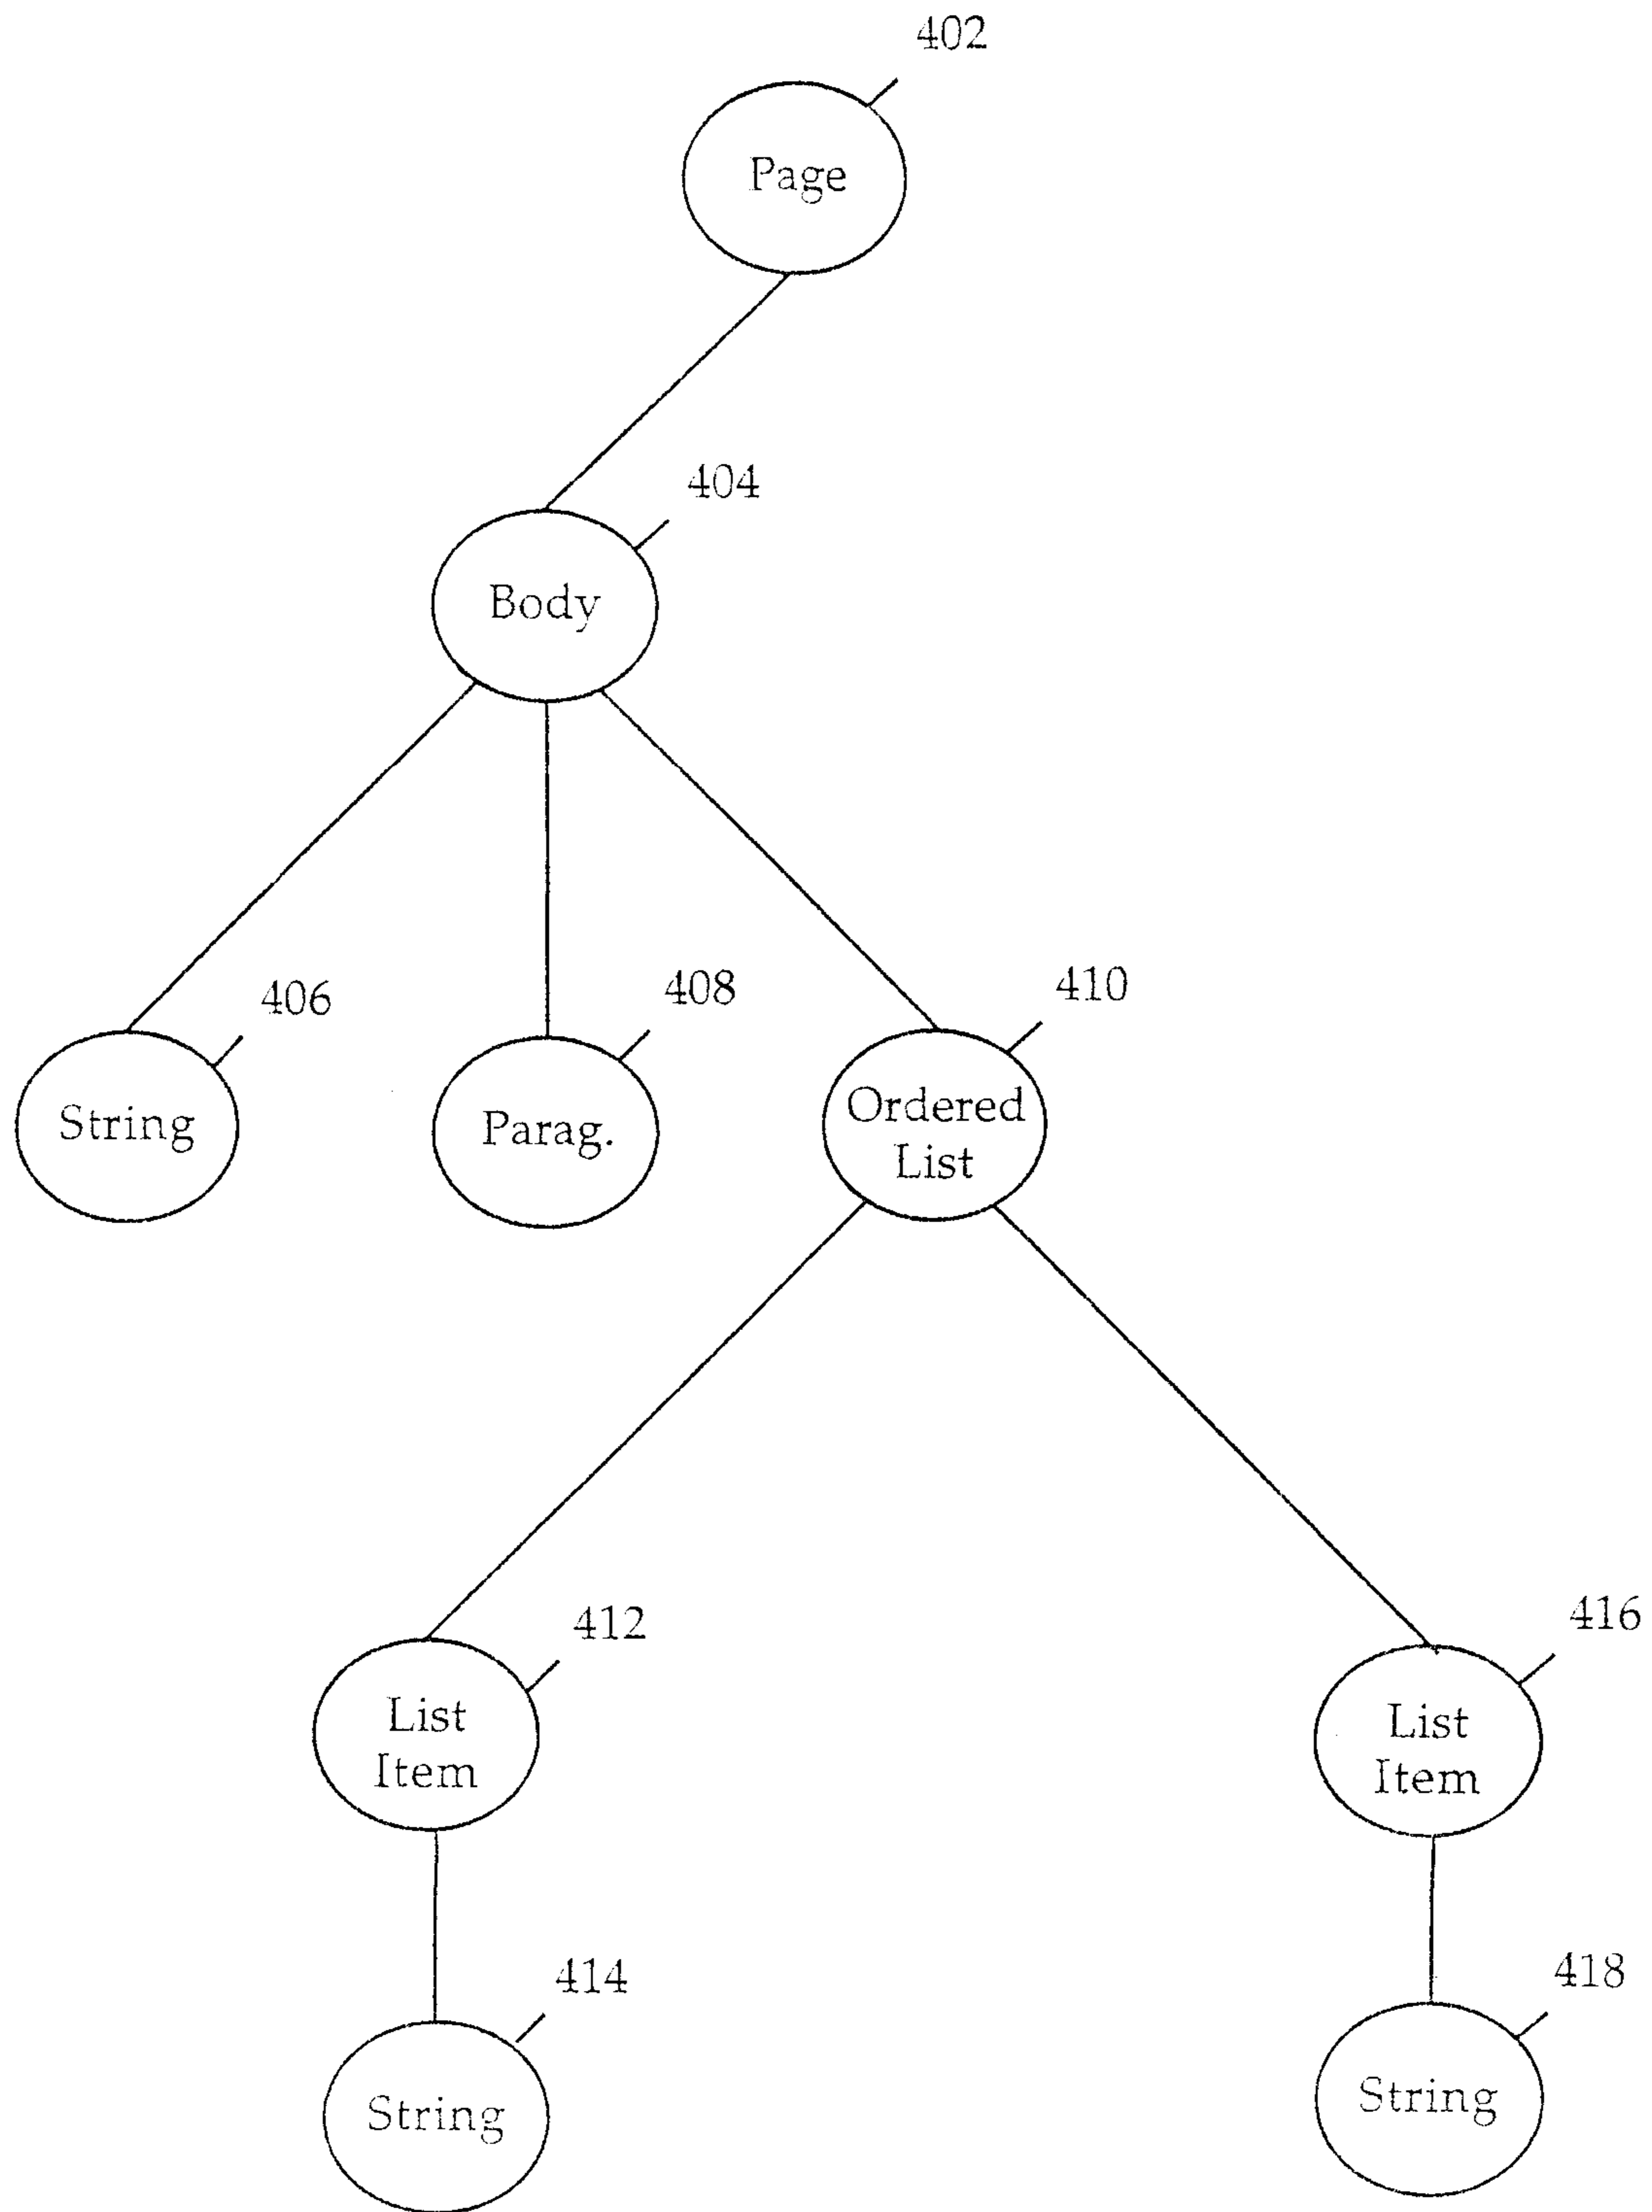 402
Page
404
Body
406
408
410
String
Parag.
Ordered
List
412
416
List
Item
List
Item
414
418
String
String